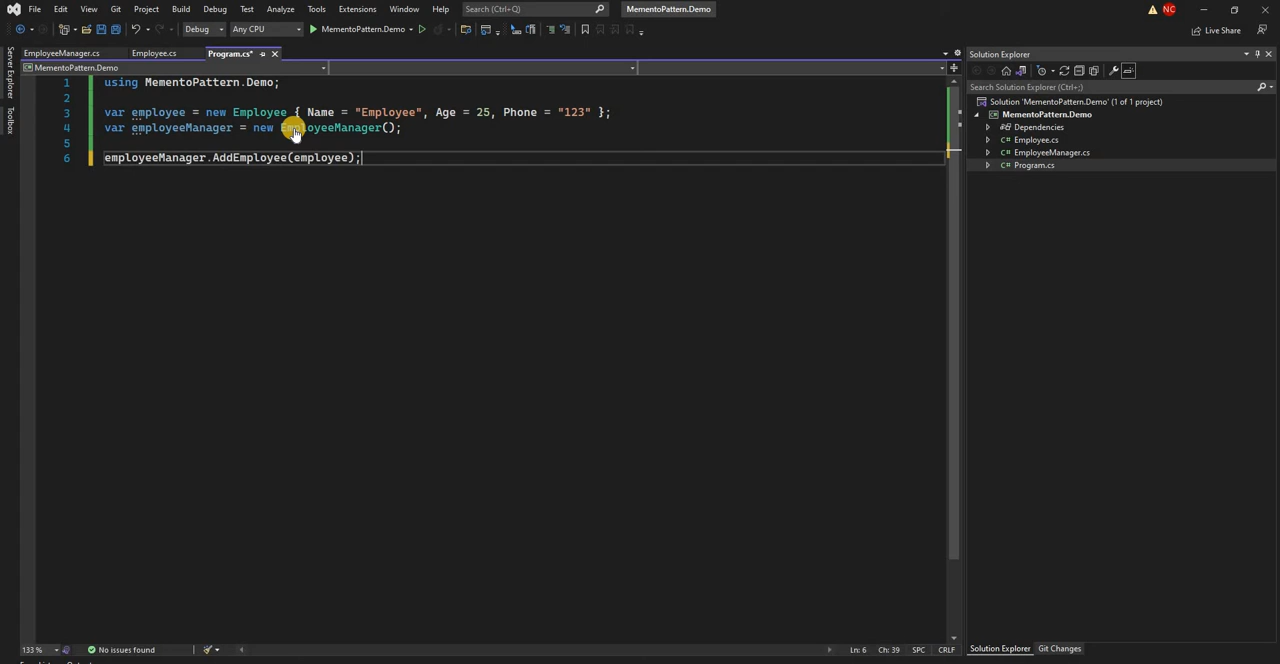 File Edit View Git Project Build Debug Test Analyze Tools Extensions Window Help Search (Ctrl+Q) MementoPattern.Demo NC
Debug Any CPU MementoPattern.Demo Live Share
EmployeeManager.cs Employee.cs Program.cs*
MementoPattern.Demo
Server Explorer
Toolbox
1 using MementoPattern.Demo;
2
3 var employee = new Employee { Name = "Employee", Age = 25, Phone = "123" };
4 var employeeManager = new EmployeeManager();
5
6 employeeManager.AddEmployee(employee);
Solution Explorer
Search Solution Explorer (Ctrl+;)
Solution 'MementoPattern.Demo' (1 of 1 project)
MementoPattern.Demo
Dependencies
C# Employee.cs
C# EmployeeManager.cs
C# Program.cs
133 % No issues found Ln: 6 Ch: 39 SPC CRLF
Solution Explorer Git Changes